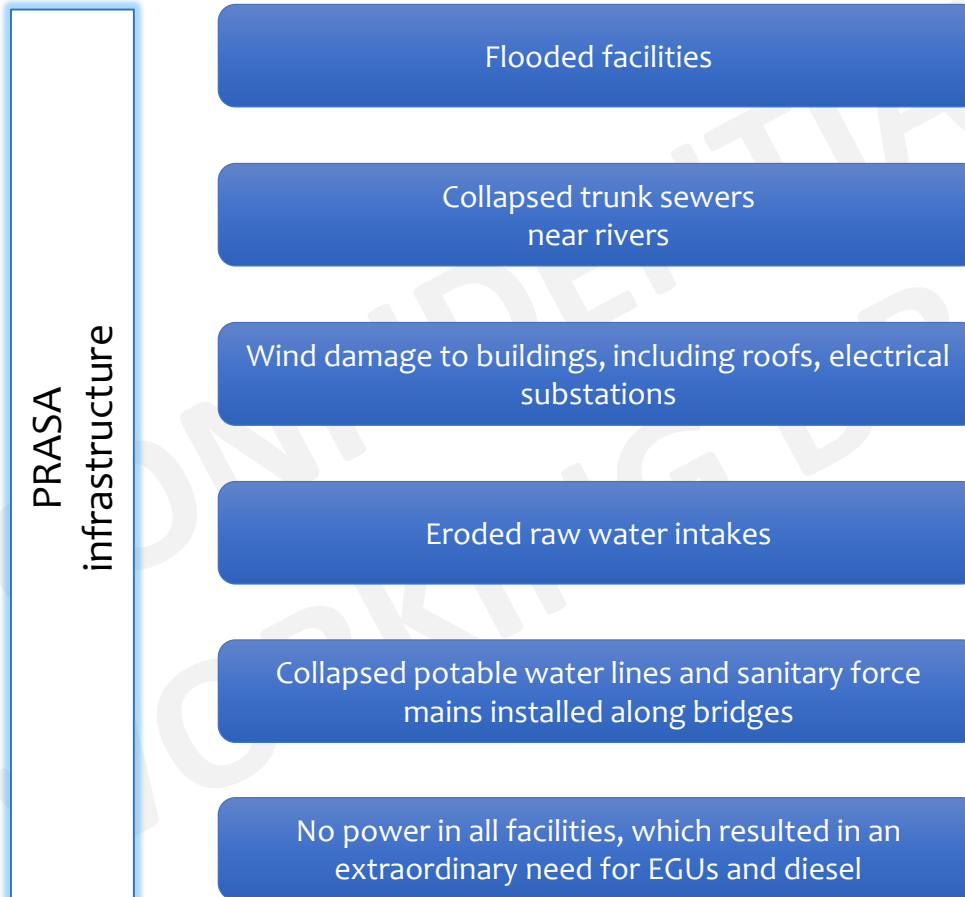 PRASA
infrastructure
Flooded facilities
Collapsed trunk sewers
near rivers
Wind damage to buildings, including roofs, electrical
substations
Eroded raw water intakes
Collapsed potable water lines and sanitary force
mains installed along bridges
No power in all facilities, which resulted in an
extraordinary need for EGUs and diesel